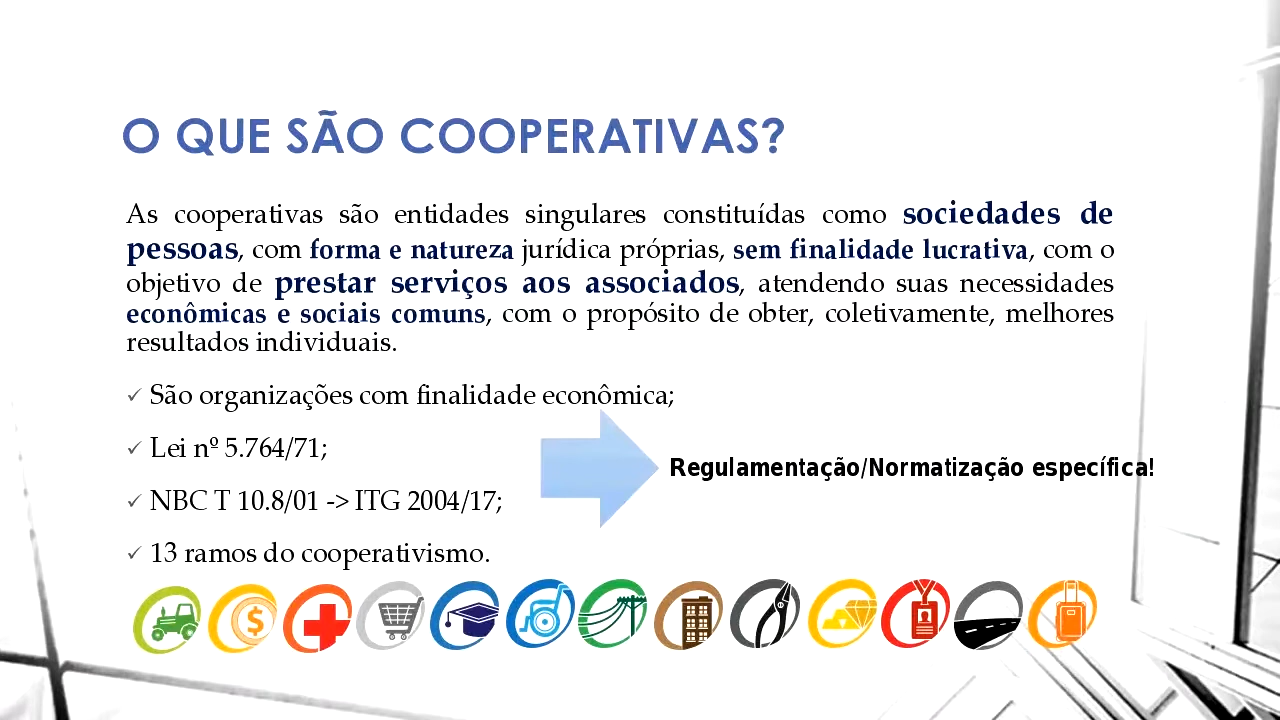 O QUE SÃO COOPERATIVAS?
As cooperativas são entidades singulares constituídas como sociedades de
pessoas, com forma e natureza jurídica próprias, sem finalidade lucrativa, com o
objetivo de prestar serviços aos associados, atendendo suas necessidades
econômicas e sociais comuns, com o propósito de obter, coletivamente, melhores
resultados individuais.
✓ São organizações com finalidade econômica;
✓ Lei nº 5.764/71;
Regulamentação/Normatização específica!
✓ NBC T 10.8/01 -> ITG 2004/17;
✓ 13 ramos do cooperativismo.